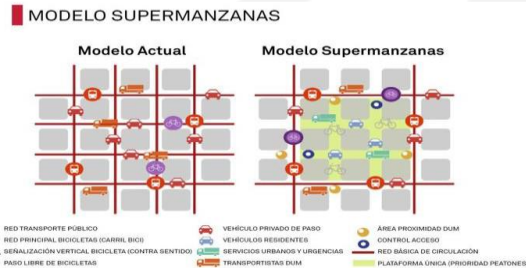 MODELO SUPERMANZANAS
Modelo Actual
Modelo Supermanzanas
RED TRANSPORTE PÚBLICO
RED PRINCIPAL BICICLETAS (CARRIL BICI)
SEÑALIZACIÓN VERTICAL BICICLETA (CONTRA SENTIDO)
PASO LIBRE DE BICICLETAS
VEHÍCULO PRIVADO DE PASO
VEHÍCULOS RESIDENTES
SERVICIOS URBANOS Y URGENCIAS
TRANSPORTISTAS DUM
ÁREA PROXIMIDAD DUM
CONTROL ACCESO
RED BÁSICA DE CIRCULACIÓN
PLATAFORMA ÚNICA (PRIORIDAD PEATONES)